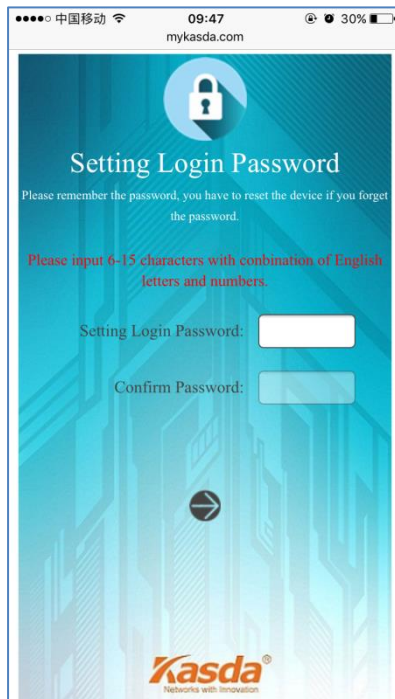 中国移动 09:47 30%
mykasda.com
Setting Login Password
Please remember the password, you have to reset the device if you forget
the password.
Please input 6-15 characters with conbination of English
letters and numbers.
Setting Login Password:
Confirm Password:
Kasda®
Networks with Innovation